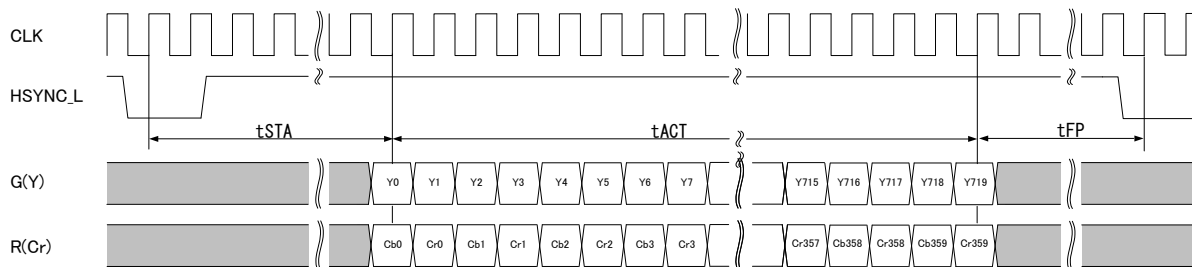 CLK
HSYNC_L
tSTA tACT tFP
G(Y) Y0 Y1 Y2 Y3 Y4 Y5 Y6 Y7 Y715 Y716 Y717 Y718 Y719
R(Cr) Cb0 Cr0 Cb1 Cr1 Cb2 Cr2 Cb3 Cr3 Cr357 Cb358 Cr358 Cb359 Cr359